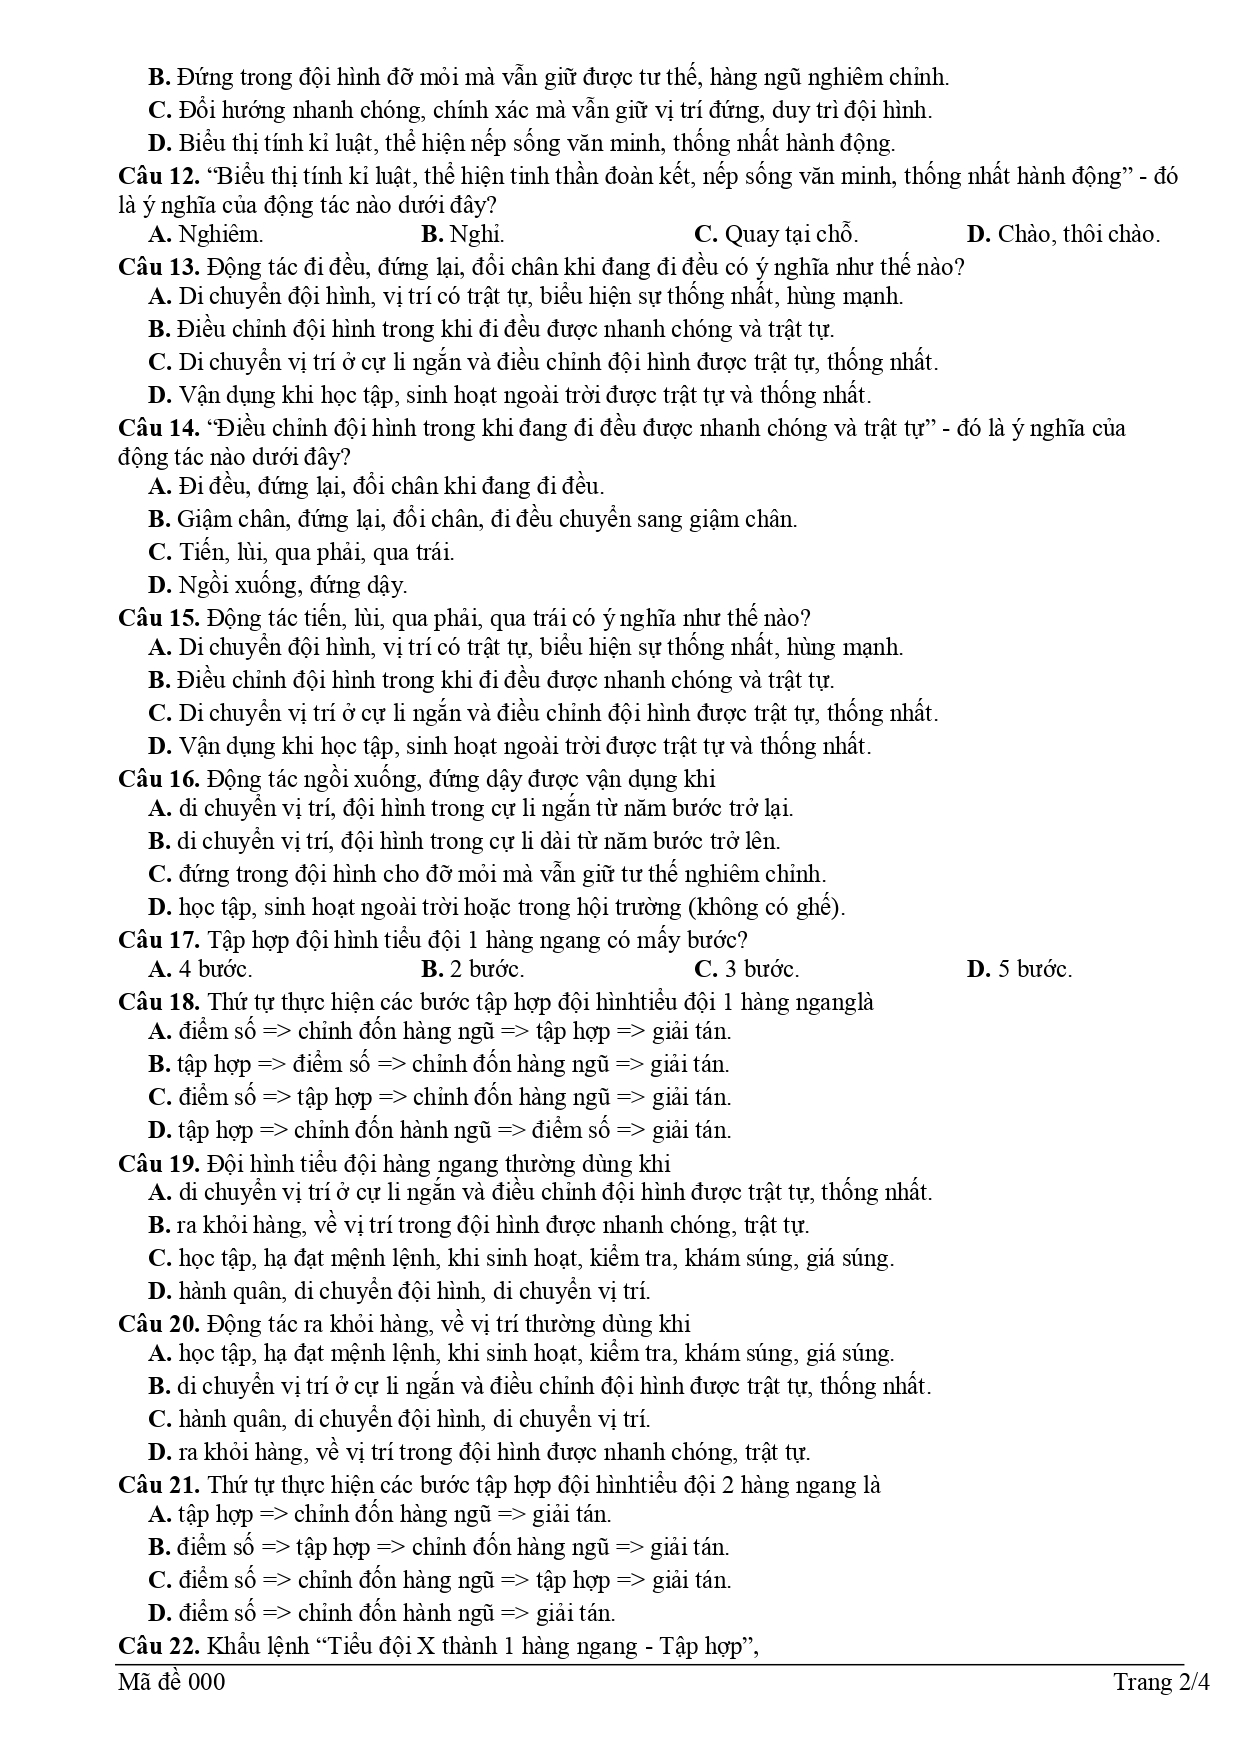 B. Đứng trong đội hình đỡ mỏi mà vẫn giữ được tư thế, hàng ngũ nghiêm chỉnh.
C. Đổi hướng nhanh chóng, chính xác mà vẫn giữ vị trí đứng, duy trì đội hình.
D. Biểu thị tính kỉ luật, thể hiện nếp sống văn minh, thống nhất hành động.
Câu 12. “Biểu thị tính kỉ luật, thể hiện tinh thần đoàn kết, nếp sống văn minh, thống nhất hành động” - đó
là ý nghĩa của động tác nào dưới đây?
A. Nghiêm. B. Nghỉ. C. Quay tại chỗ. D. Chào, thôi chào.
Câu 13. Động tác đi đều, đứng lại, đổi chân khi đang đi đều có ý nghĩa như thế nào?
A. Di chuyển đội hình, vị trí có trật tự, biểu hiện sự thống nhất, hùng mạnh.
B. Điều chỉnh đội hình trong khi đi đều được nhanh chóng và trật tự.
C. Di chuyển vị trí ở cự li ngắn và điều chỉnh đội hình được trật tự, thống nhất.
D. Vận dụng khi học tập, sinh hoạt ngoài trời được trật tự và thống nhất.
Câu 14. “Điều chỉnh đội hình trong khi đang đi đều được nhanh chóng và trật tự” - đó là ý nghĩa của
động tác nào dưới đây?
A. Đi đều, đứng lại, đổi chân khi đang đi đều.
B. Giậm chân, đứng lại, đổi chân, đi đều chuyển sang giậm chân.
C. Tiến, lùi, qua phải, qua trái.
D. Ngồi xuống, đứng dậy.
Câu 15. Động tác tiến, lùi, qua phải, qua trái có ý nghĩa như thế nào?
A. Di chuyển đội hình, vị trí có trật tự, biểu hiện sự thống nhất, hùng mạnh.
B. Điều chỉnh đội hình trong khi đi đều được nhanh chóng và trật tự.
C. Di chuyển vị trí ở cự li ngắn và điều chỉnh đội hình được trật tự, thống nhất.
D. Vận dụng khi học tập, sinh hoạt ngoài trời được trật tự và thống nhất.
Câu 16. Động tác ngồi xuống, đứng dậy được vận dụng khi
A. di chuyển vị trí, đội hình trong cự li ngắn từ năm bước trở lại.
B. di chuyển vị trí, đội hình trong cự li dài từ năm bước trở lên.
C. đứng trong đội hình cho đỡ mỏi mà vẫn giữ tư thế nghiêm chỉnh.
D. học tập, sinh hoạt ngoài trời hoặc trong hội trường (không có ghế).
Câu 17. Tập hợp đội hình tiểu đội 1 hàng ngang có mấy bước?
A. 4 bước. B. 2 bước. C. 3 bước. D. 5 bước.
Câu 18. Thứ tự thực hiện các bước tập hợp đội hìnhtiểu đội 1 hàng nganglà
A. điểm số => chỉnh đốn hàng ngũ => tập hợp => giải tán.
B. tập hợp => điểm số => chỉnh đốn hàng ngũ => giải tán.
C. điểm số => tập hợp => chỉnh đốn hàng ngũ => giải tán.
D. tập hợp => chỉnh đốn hành ngũ => điểm số => giải tán.
Câu 19. Đội hình tiểu đội hàng ngang thường dùng khi
A. di chuyển vị trí ở cự li ngắn và điều chỉnh đội hình được trật tự, thống nhất.
B. ra khỏi hàng, về vị trí trong đội hình được nhanh chóng, trật tự.
C. học tập, hạ đạt mệnh lệnh, khi sinh hoạt, kiểm tra, khám súng, giá súng.
D. hành quân, di chuyển đội hình, di chuyển vị trí.
Câu 20. Động tác ra khỏi hàng, về vị trí thường dùng khi
A. học tập, hạ đạt mệnh lệnh, khi sinh hoạt, kiểm tra, khám súng, giá súng.
B. di chuyển vị trí ở cự li ngắn và điều chỉnh đội hình được trật tự, thống nhất.
C. hành quân, di chuyển đội hình, di chuyển vị trí.
D. ra khỏi hàng, về vị trí trong đội hình được nhanh chóng, trật tự.
Câu 21. Thứ tự thực hiện các bước tập hợp đội hìnhtiểu đội 2 hàng ngang là
A. tập hợp => chỉnh đốn hàng ngũ => giải tán.
B. điểm số => tập hợp => chỉnh đốn hàng ngũ => giải tán.
C. điểm số => chỉnh đốn hàng ngũ => tập hợp => giải tán.
D. điểm số => chỉnh đốn hành ngũ => giải tán.
Câu 22. Khẩu lệnh “Tiểu đội X thành 1 hàng ngang - Tập hợp”,
Mã đề 000 Trang 2/4